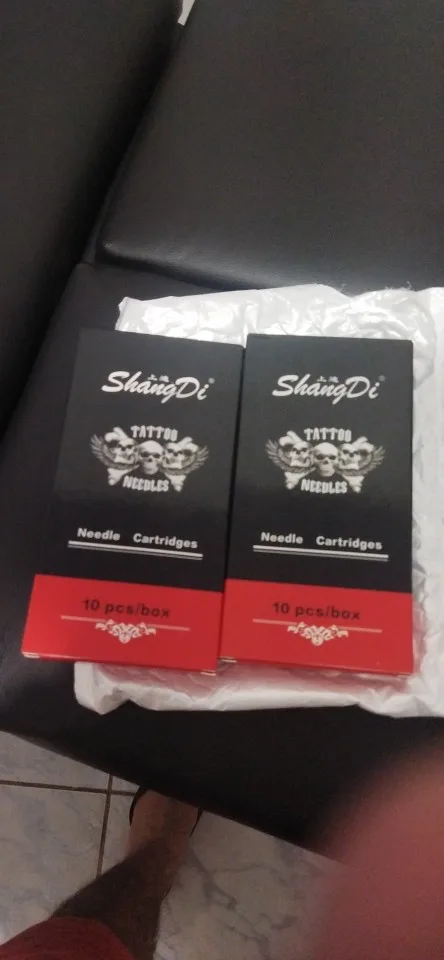 ShangDi®
TATTOO
NEEDLES
Needle Cartridges
10 pcs/box
ShangDi®
TATTOO
NEEDLES
Needle Cartridges
10 pcs/box